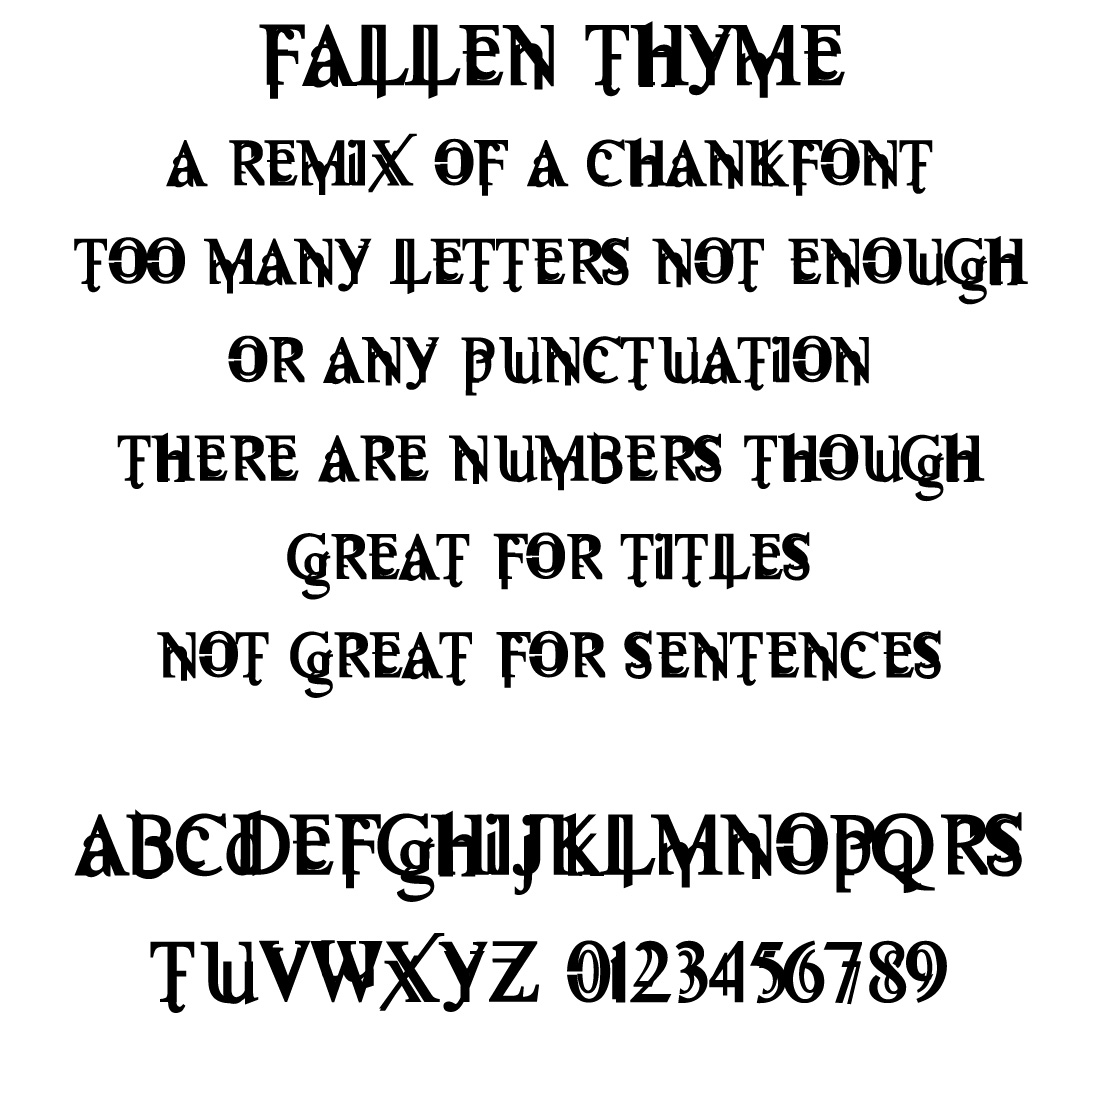 FALLEN THYME
A REMIX OF A CHANKFONT
TOO MANY LETTERS NOT ENOUGH
OR ANY PUNCTUATION
THERE ARE NUMBERS THOUGH
GREAT FOR TITLES
NOT GREAT FOR SENTENCES
ABCDEFGHIJKLMNOPQRS
TUVWXYZ 0123456789